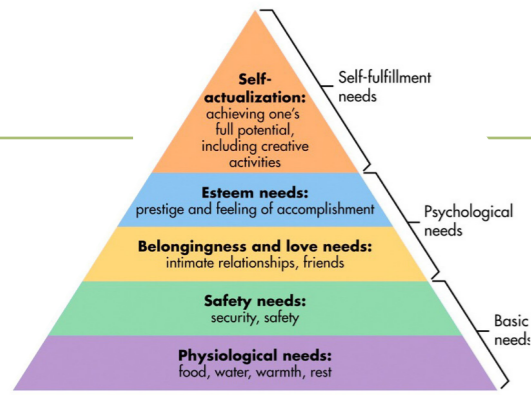 Self-
actualization:
achieving one's
full potential,
including creative
activities
Self-fulfillment
needs
Esteem needs:
prestige and feeling of accomplishment
Psychological
needs
Belongingness and love needs:
intimate relationships, friends
Safety needs:
security, safety
Basic
needs
Physiological needs:
food, water, warmth, rest